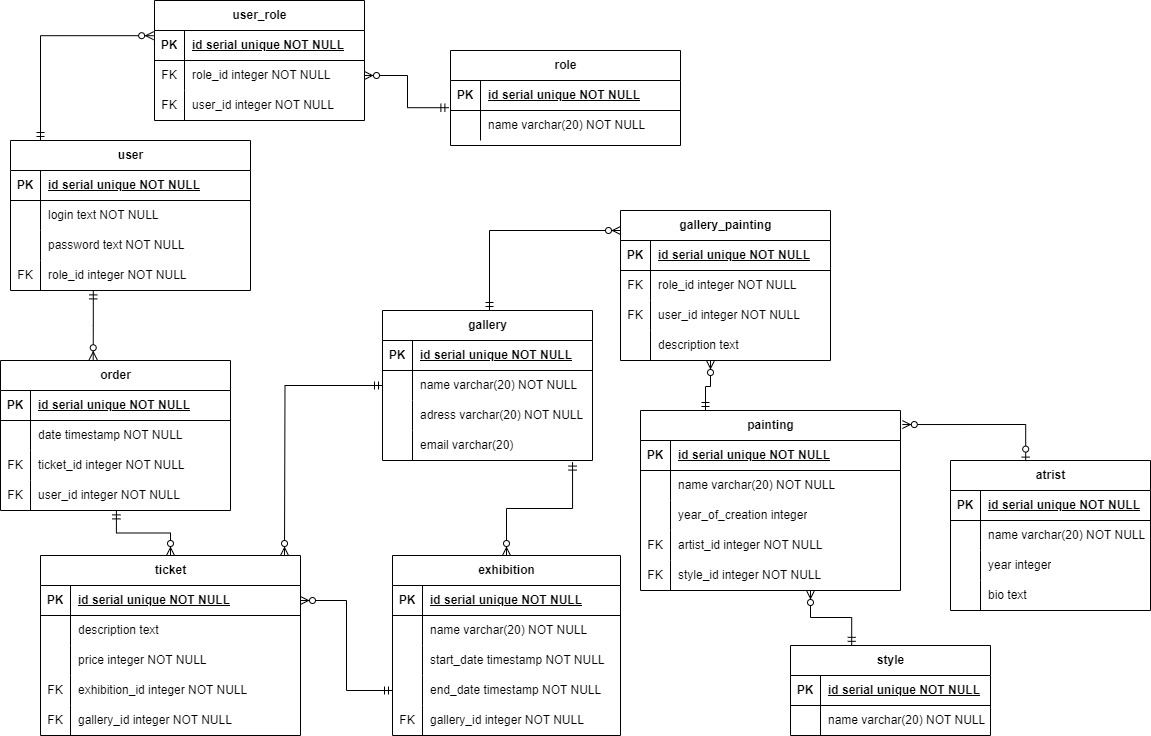 user_role
PK id serial unique NOT NULL
FK role_id integer NOT NULL
FK user_id integer NOT NULL
role
PK id serial unique NOT NULL
name varchar(20) NOT NULL
user
PK id serial unique NOT NULL
login text NOT NULL
password text NOT NULL
FK role_id integer NOT NULL
gallery_painting
PK id serial unique NOT NULL
FK role_id integer NOT NULL
FK user_id integer NOT NULL
description text
gallery
PK id serial unique NOT NULL
name varchar(20) NOT NULL
adress varchar(20) NOT NULL
email varchar(20)
order
PK id serial unique NOT NULL
date timestamp NOT NULL
FK ticket_id integer NOT NULL
FK user_id integer NOT NULL
painting
PK id serial unique NOT NULL
name varchar(20) NOT NULL
year_of_creation integer
FK artist_id integer NOT NULL
FK style_id integer NOT NULL
atrist
PK id serial unique NOT NULL
name varchar(20) NOT NULL
year integer
bio text
ticket
PK id serial unique NOT NULL
description text
price integer NOT NULL
FK exhibition_id integer NOT NULL
FK gallery_id integer NOT NULL
exhibition
PK id serial unique NOT NULL
name varchar(20) NOT NULL
start_date timestamp NOT NULL
end_date timestamp NOT NULL
FK gallery_id integer NOT NULL
style
PK id serial unique NOT NULL
name varchar(20) NOT NULL